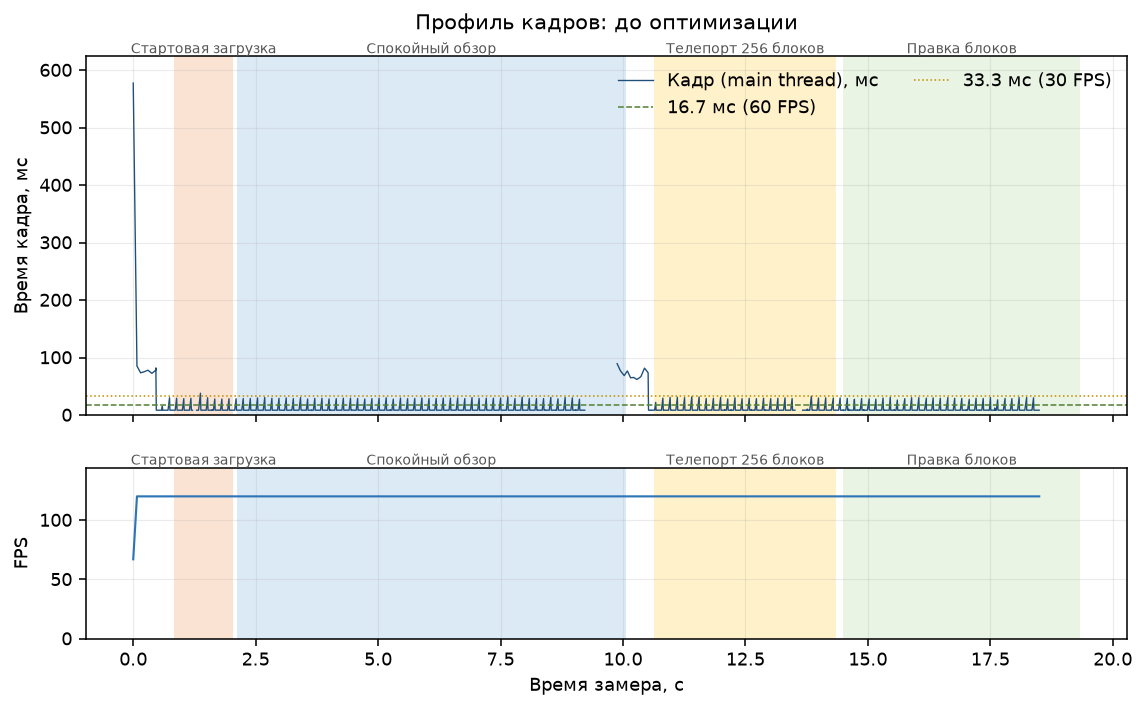 Профиль кадров: до оптимизации
Стартовая загрузка Спокойный обзор Телепорт 256 блоков Правка блоков
Кадр (main thread), мс 33.3 мс (30 FPS)
16.7 мс (60 FPS)
Время кадра, мс
600
500
400
300
200
100
0
Стартовая загрузка Спокойный обзор Телепорт 256 блоков Правка блоков
FPS
100
50
0
0.0 2.5 5.0 7.5 10.0 12.5 15.0 17.5 20.0
Время замера, с